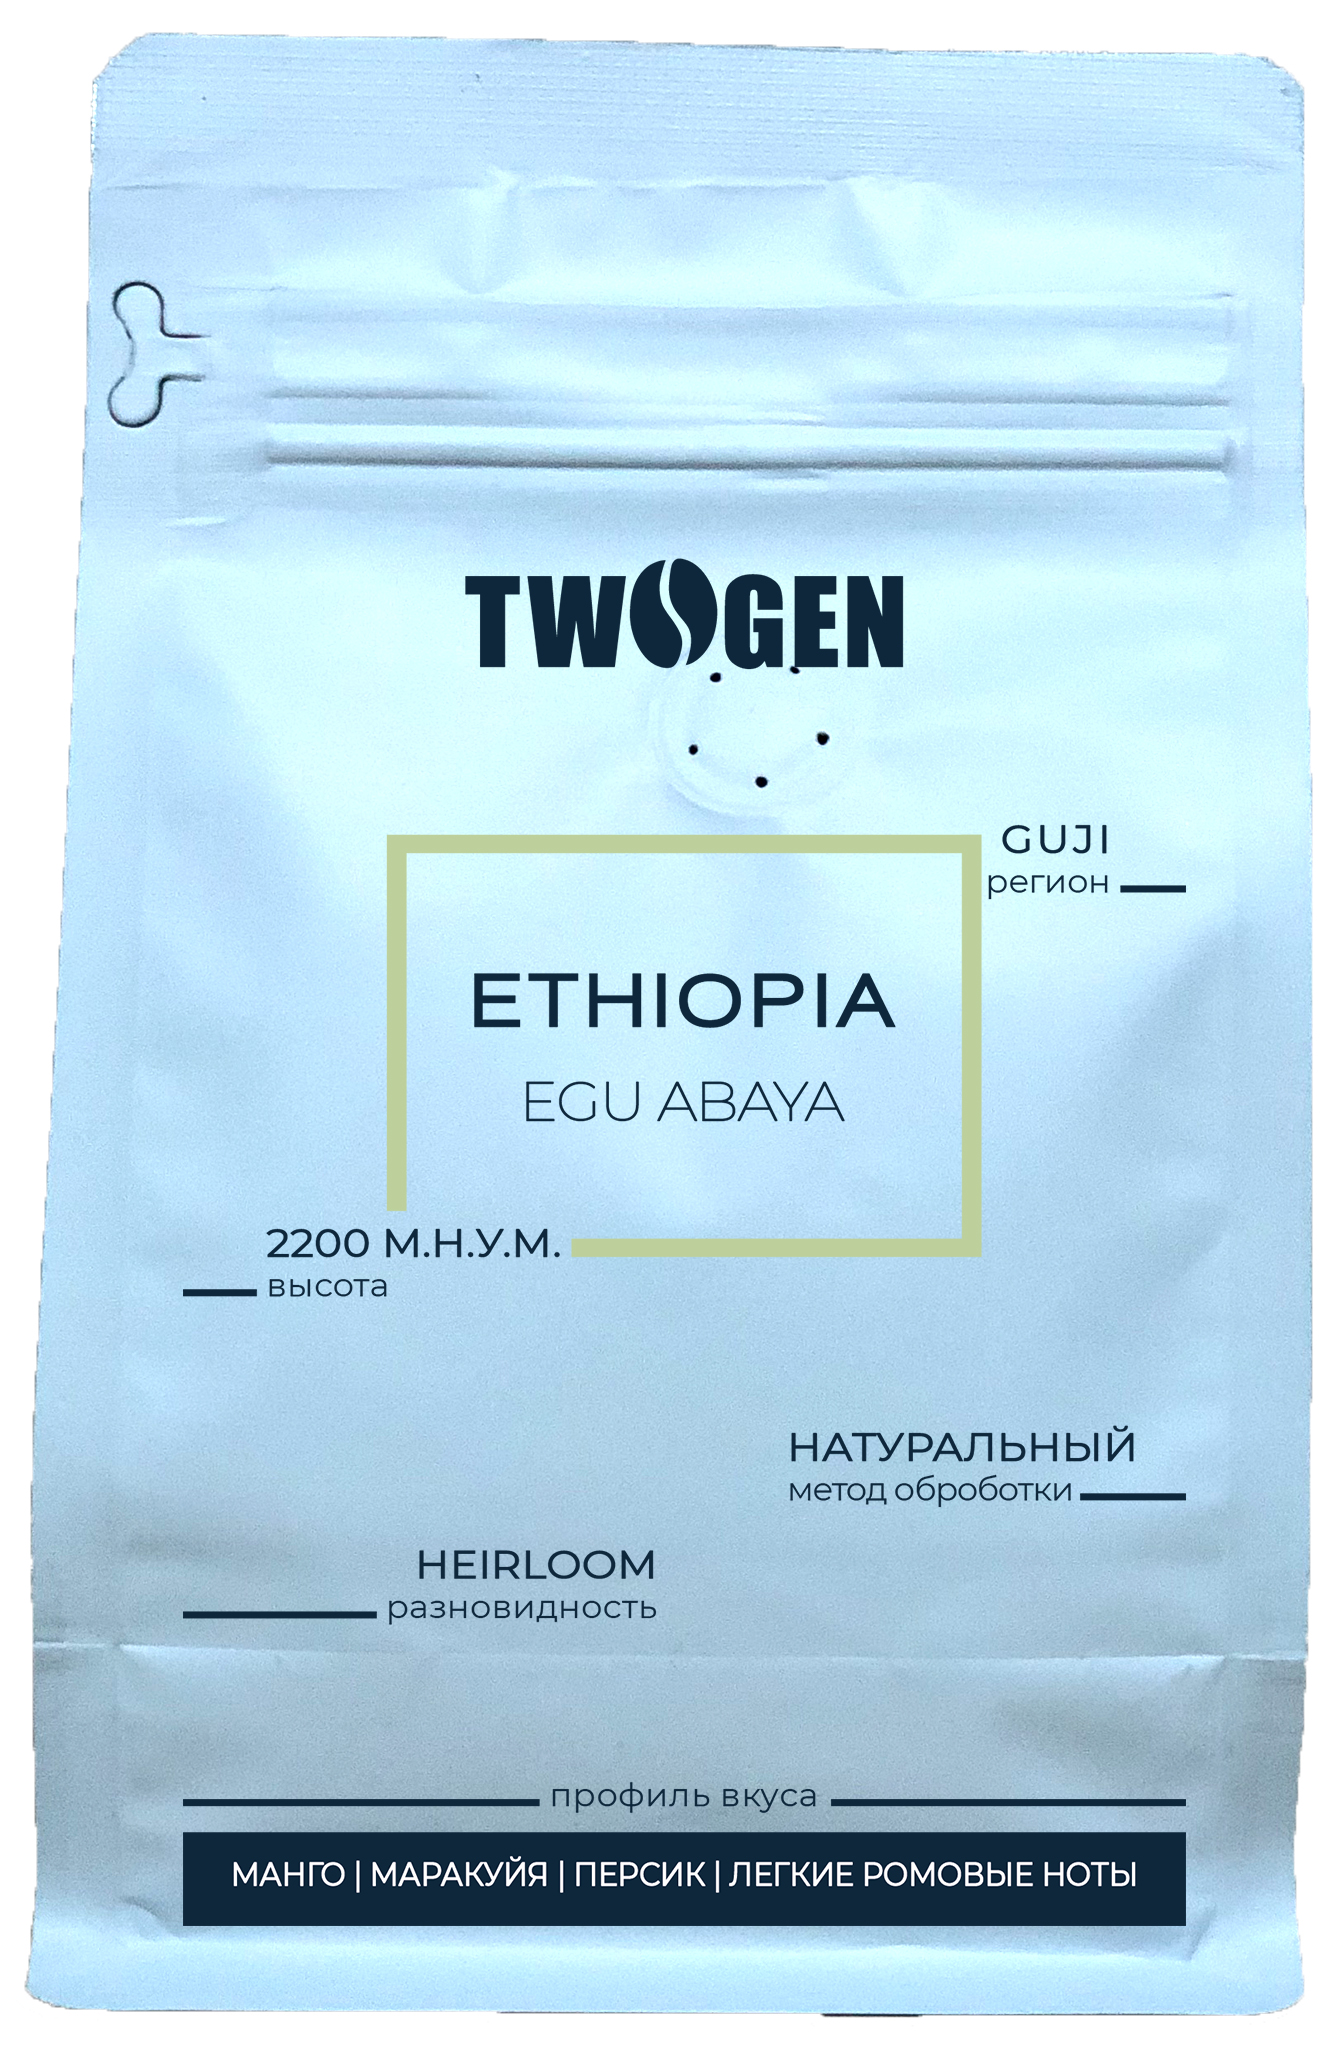 TWOGEN
GUJI
регион
ETHIOPIA
EGU ABAYA
2200 М.Н.У.М.
высота
НАТУРАЛЬНЫЙ
метод оброботки
HEIRLOOM
разновидность
профиль вкуса
МАНГО | МАРАКУЙЯ | ПЕРСИК | ЛЕГКИЕ РОМОВЫЕ НОТЫ